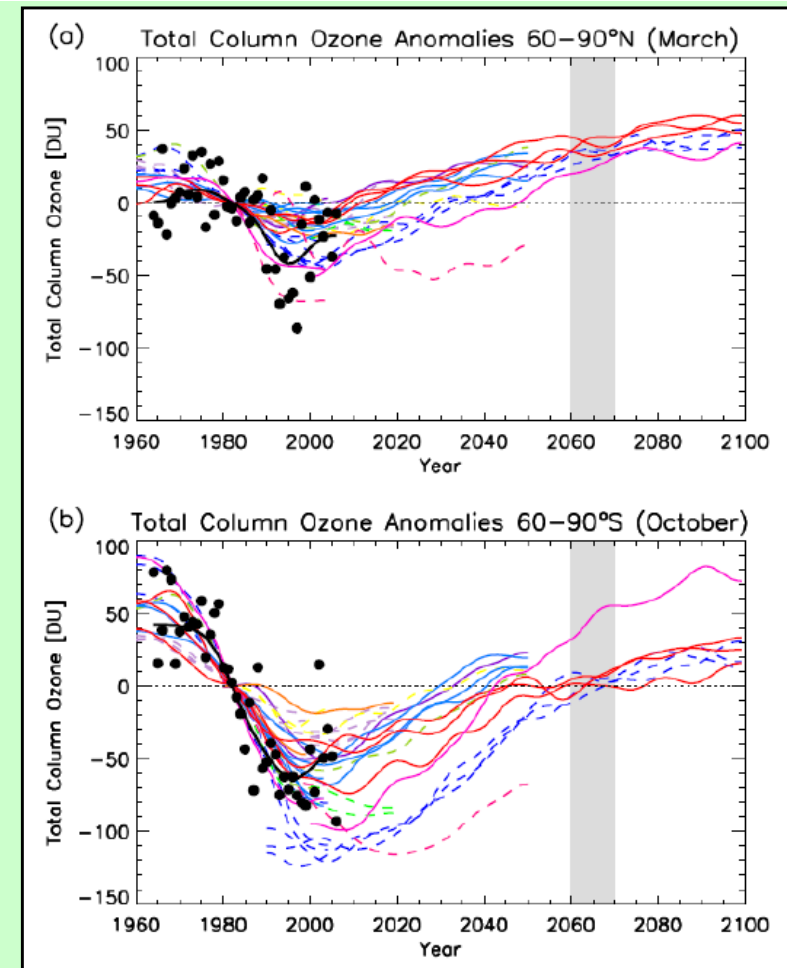 (a) Total Column Ozone Anomalies 60–90°N (March)
100
50
0
−50
−100
−150
Total Column Ozone [DU]
1960 1980 2000 2020 2040 2060 2080 2100
Year
(b) Total Column Ozone Anomalies 60–90°S (October)
100
50
0
−50
−100
−150
Total Column Ozone [DU]
1960 1980 2000 2020 2040 2060 2080 2100
Year